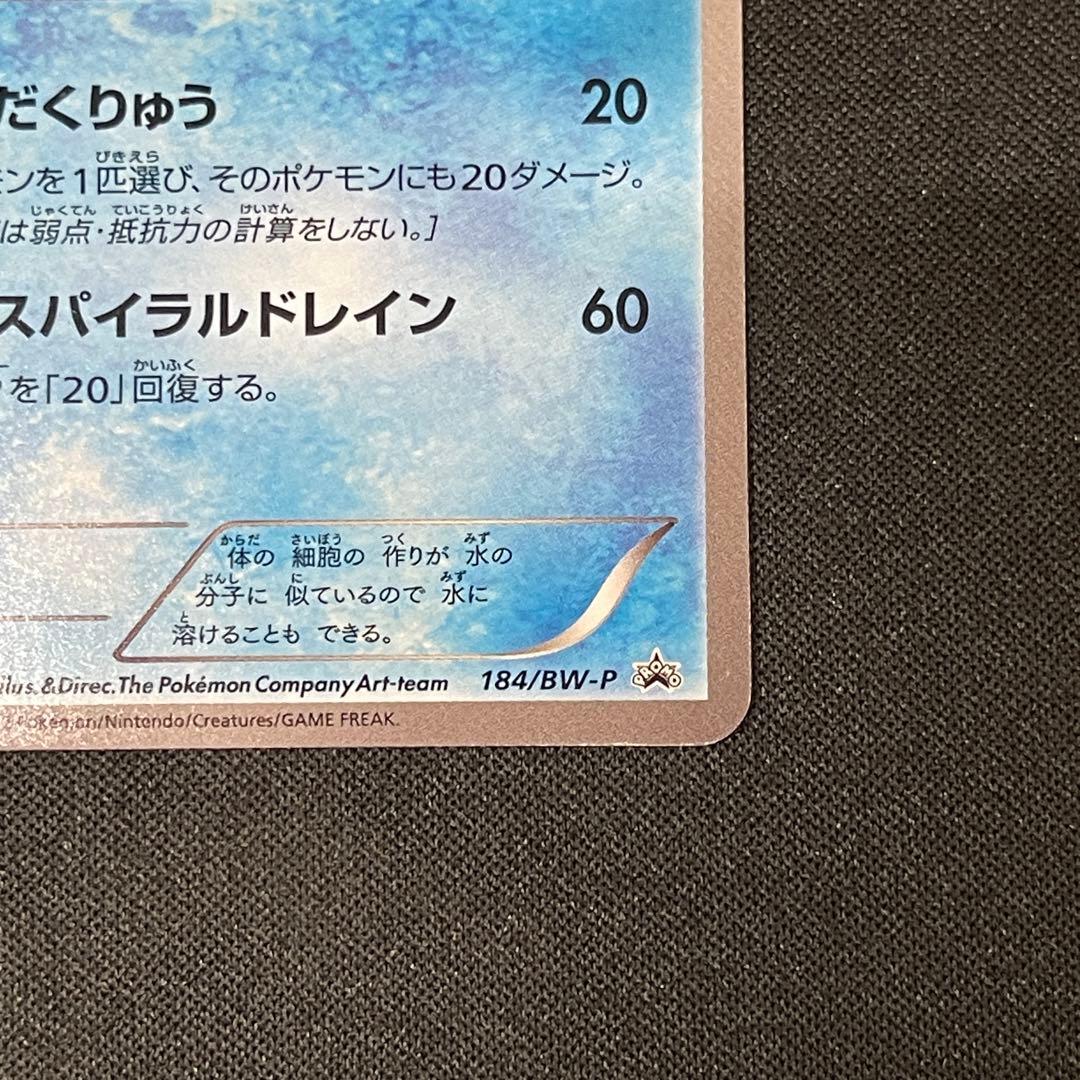 だくりゅう 20
モンを1匹選び、そのポケモンにも20ダメージ。
は弱点・抵抗力の計算をしない。]
スパイラルドレイン 60
を「20」回復する。
体の 細胞の 作りが 水の
分子に 似ているので 水に
溶けることも できる。
&Direc.The Pokémon Company Art-team 184/BW-P PROMO
Pokémon/Nintendo/Creatures/GAME FREAK.